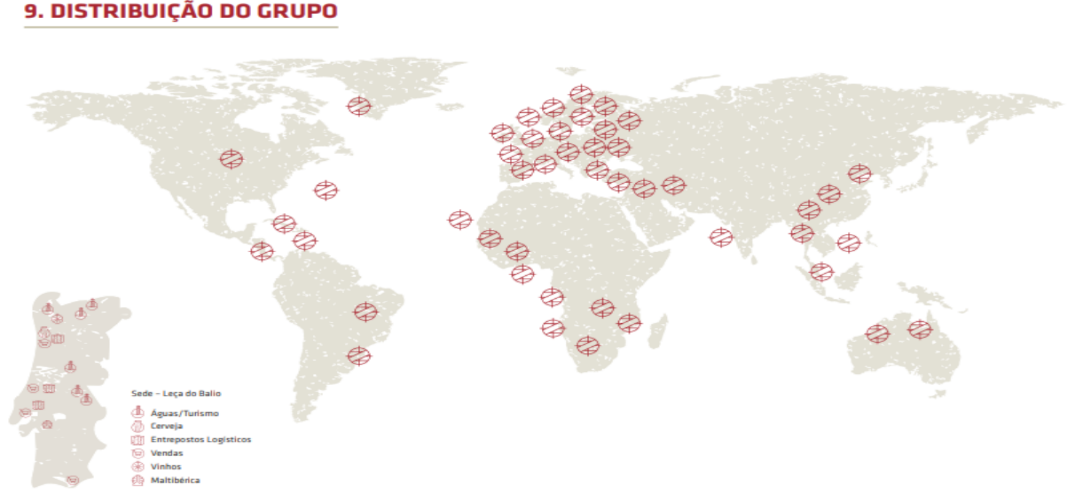 9. DISTRIBUIÇÃO DO GRUPO
Sede – Leça do Balio
Águas/Turismo
Cerveja
Entrepostos Logísticos
Vendas
Vinhos
Maltibérica